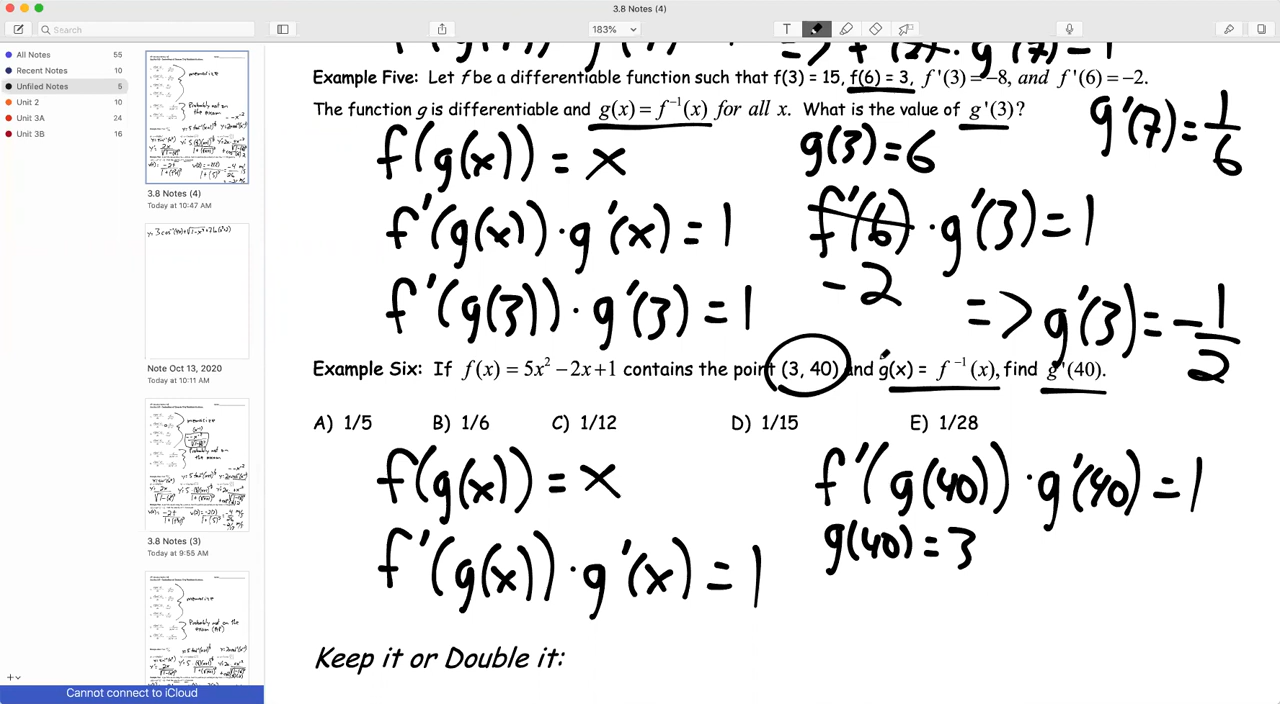 3.8 Notes (4)
Search
183%
T
All Notes 55
Recent Notes 10
Unfiled Notes 5
Unit 2 10
Unit 3A 24
Unit 3B 16
3.8 Notes (4)
Today at 10:47 AM
Note Oct 13, 2020
Today at 10:11 AM
3.8 Notes (3)
Today at 9:55 AM
Cannot connect to iCloud
Example Five: Let f be a differentiable function such that f(3) = 15, f(6) = 3, f '(3) = -8, and f '(6) = -2.
The function g is differentiable and g(x) = f⁻¹(x) for all x. What is the value of g '(3)?
g'(7) = 1/6
f(g(x)) = x
g(3) = 6
f'(g(x)) · g'(x) = 1
f'(6) · g'(3) = 1
-2
f'(g(3)) · g'(3) = 1
=> g'(3) = -1/2
Example Six: If f(x) = 5x² - 2x + 1 contains the point (3, 40) and g'(x) = f⁻¹(x), find g '(40).
A) 1/5 B) 1/6 C) 1/12 D) 1/15 E) 1/28
f(g(x)) = x
f'(g(40)) · g'(40) = 1
g(40) = 3
f'(g(x)) · g'(x) = 1
Keep it or Double it: